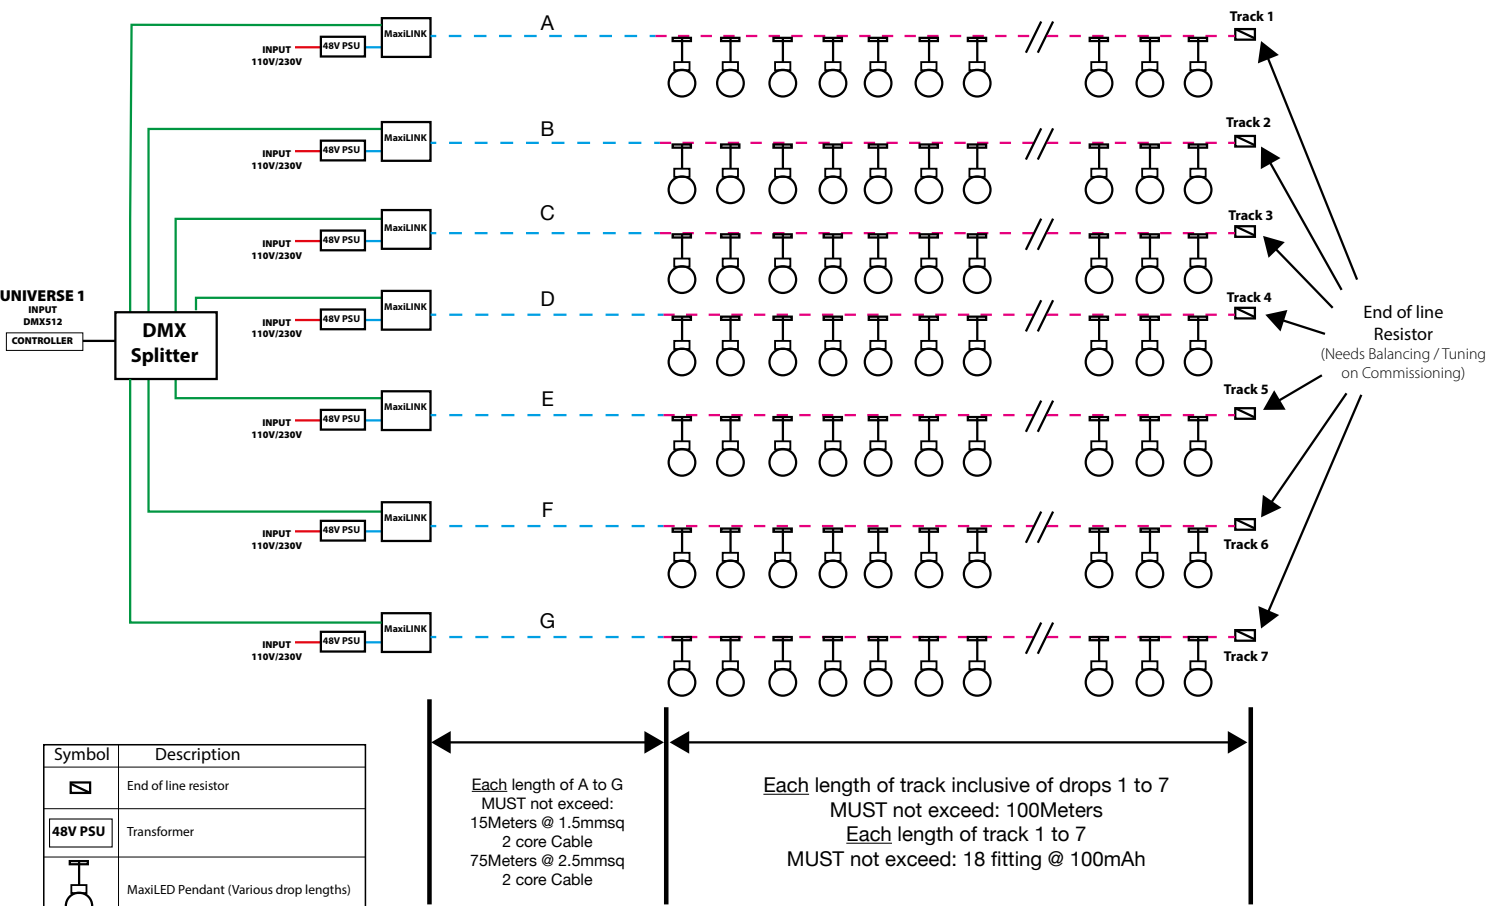 A
Track 1
MaxiLINK
INPUT
110V/230V
48V PSU
B
Track 2
MaxiLINK
INPUT
110V/230V
48V PSU
C
Track 3
MaxiLINK
INPUT
110V/230V
48V PSU
D
Track 4
MaxiLINK
INPUT
110V/230V
48V PSU
UNIVERSE 1
INPUT
DMX512
CONTROLLER
DMX
Splitter
End of line
Resistor
(Needs Balancing / Tuning
on Commissioning)
E
Track 5
MaxiLINK
INPUT
110V/230V
48V PSU
F
Track 6
MaxiLINK
INPUT
110V/230V
48V PSU
G
Track 7
MaxiLINK
INPUT
110V/230V
48V PSU
Symbol Description
End of line resistor
48V PSU Transformer
MaxiLED Pendant (Various drop lengths)
Each length of A to G
MUST not exceed:
15Meters @ 1.5mmsq
2 core Cable
75Meters @ 2.5mmsq
2 core Cable
Each length of track inclusive of drops 1 to 7
MUST not exceed: 100Meters
Each length of track 1 to 7
MUST not exceed: 18 fitting @ 100mAh